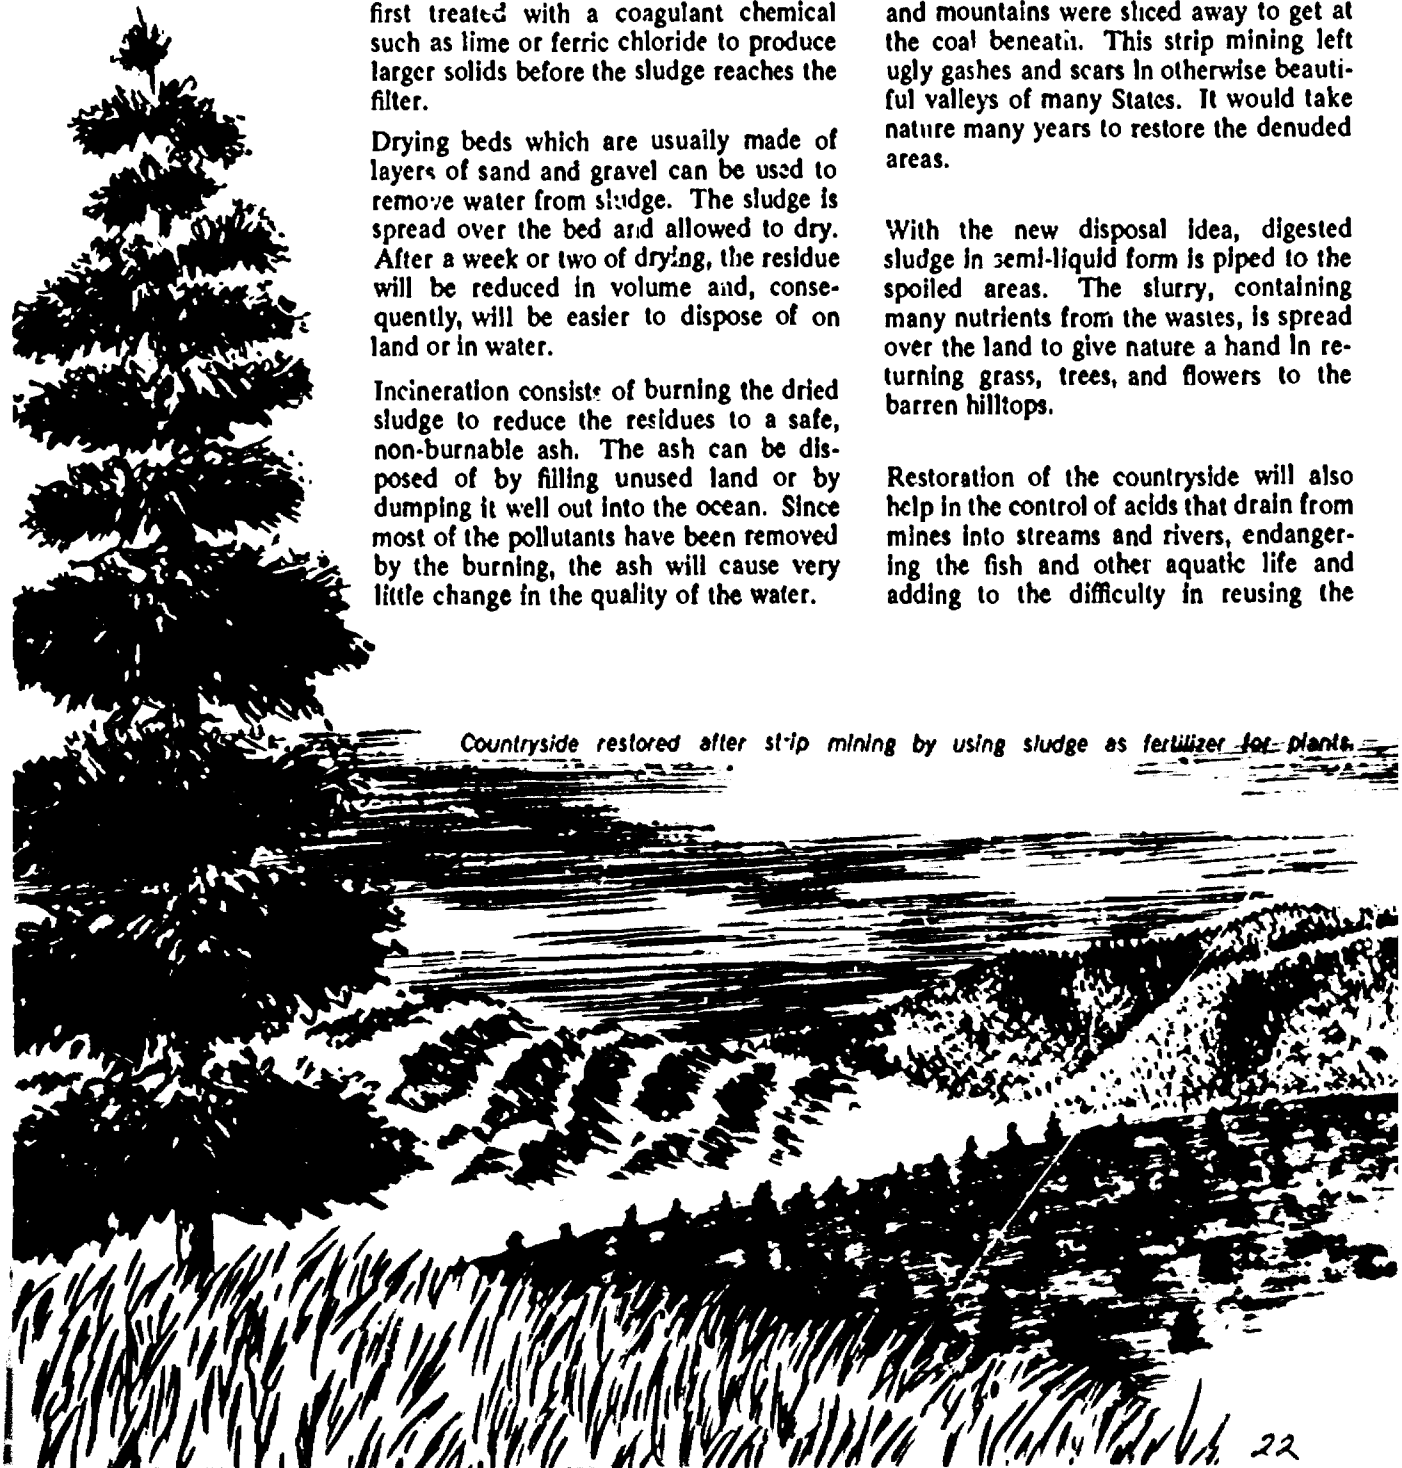 first treated with a coagulant chemical
such as lime or ferric chloride to produce
larger solids before the sludge reaches the
filter.
Drying beds which are usually made of
layers of sand and gravel can be used to
remove water from sludge. The sludge is
spread over the bed and allowed to dry.
After a week or two of drying, the residue
will be reduced in volume and, conse-
quently, will be easier to dispose of on
land or in water.
Incineration consists of burning the dried
sludge to reduce the residues to a safe,
non-burnable ash. The ash can be dis-
posed of by filling unused land or by
dumping it well out into the ocean. Since
most of the pollutants have been removed
by the burning, the ash will cause very
little change in the quality of the water.
and mountains were sliced away to get at
the coal beneath. This strip mining left
ugly gashes and scars in otherwise beauti-
ful valleys of many States. It would take
nature many years to restore the denuded
areas.
With the new disposal idea, digested
sludge in semi-liquid form is piped to the
spoiled areas. The slurry, containing
many nutrients from the wastes, is spread
over the land to give nature a hand in re-
turning grass, trees, and flowers to the
barren hilltops.
Restoration of the countryside will also
help in the control of acids that drain from
mines into streams and rivers, endanger-
ing the fish and other aquatic life and
adding to the difficulty in reusing the
Countryside restored after strip mining by using sludge as fertilizer for plants.
22